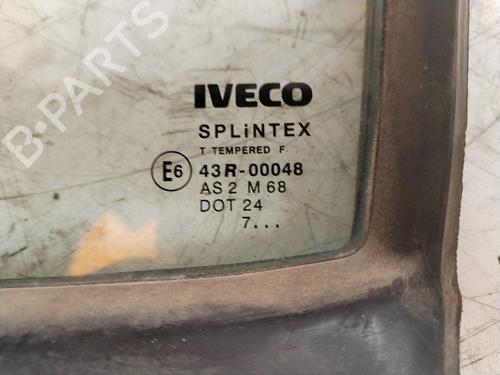 B-PARTS
IVECO
SPLiNTEX
T TEMPERED F
E6 43R-00048
AS 2 M 68
DOT 24
7...